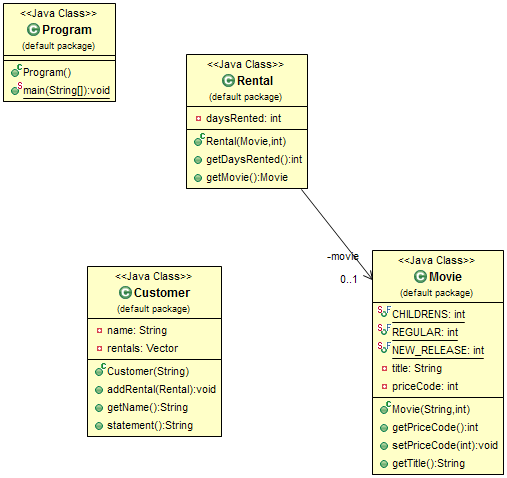 <<Java Class>>
Program
(default package)
Program()
main(String[]):void
<<Java Class>>
Rental
(default package)
daysRented: int
Rental(Movie,int)
getDaysRented():int
getMovie():Movie
-movie
0..1
<<Java Class>>
Customer
(default package)
name: String
rentals: Vector
Customer(String)
addRental(Rental):void
getName():String
statement():String
<<Java Class>>
Movie
(default package)
CHILDRENS: int
REGULAR: int
NEW_RELEASE: int
title: String
priceCode: int
Movie(String,int)
getPriceCode():int
setPriceCode(int):void
getTitle():String